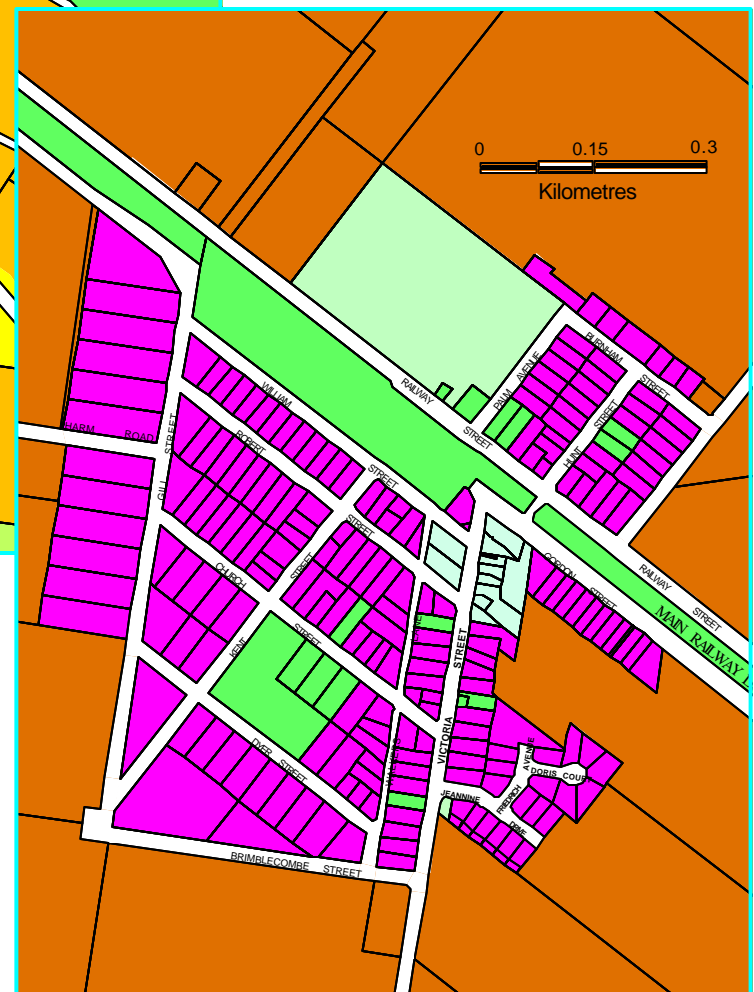 0 0.15 0.3
Kilometres
BURNHAM
STREET
PALM AVENUE
RAILWAY
STREET
HUNT
STREET
WILLIAM
STREET
HARM ROAD
GILL
STREET
ROBERT
STREET
CHURCH
STREET
KENT
STREET
GORDON STREET
RAILWAY
STREET
MAIN RAILWAY
VICTORIA
STREET
DYER STREET
JEANNINE
DRIVE
FRIEDRICH
AVENUE
DORIS COUR
BRIMBLECOMBE STREET